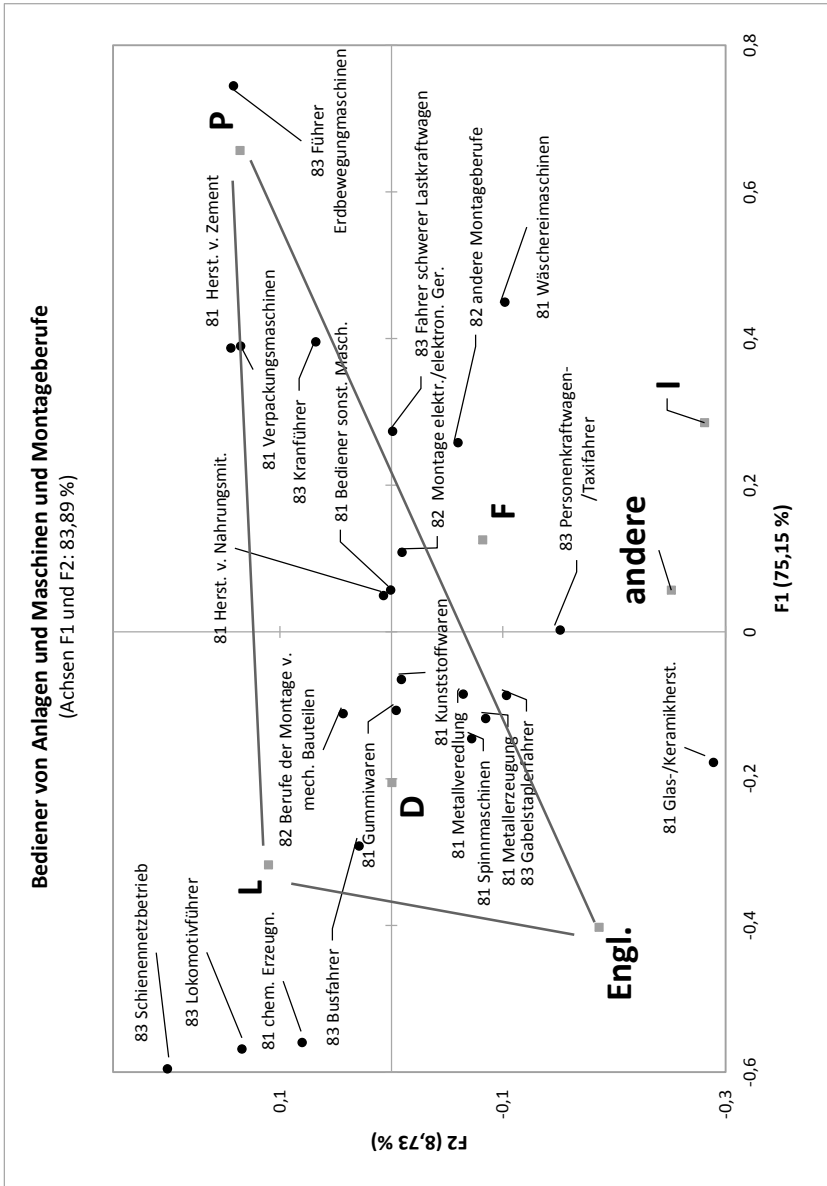 Bediener von Anlagen und Maschinen und Montageberufe
(Achsen F1 und F2: 83,89 %)
83 Schienennetzbetrieb
83 Lokomotivführer
81 chem. Erzeugn.
83 Busfahrer
L
82 Berufe der Montage v.
mech. Bauteilen
81 Gummiwaren
D
81 Kunststoffwaren
81 Metallveredlung
81 Spinnmaschinen
81 Metallerzeugung
83 Gabelstaplerfahrer
Engl.
81 Glas-/Keramikherst.
81 Herst. v. Nahrungsmit.
81 Bediener sonst. Masch.
82 Montage elektr./elektron. Ger.
81 Herst. v. Zement
81 Verpackungsmaschinen
83 Kranführer
83 Fahrer schwerer Lastkraftwagen
82 andere Montageberufe
81 Wäschereimaschinen
P
83 Führer
Erdbewegungmaschinen
F
83 Personenkraftwagen-
/Taxifahrer
andere
I
F2 (8,73 %)
0,1
-0,1
-0,3
-0,6
-0,4
-0,2
0
0,2
0,4
0,6
0,8
F1 (75,15 %)